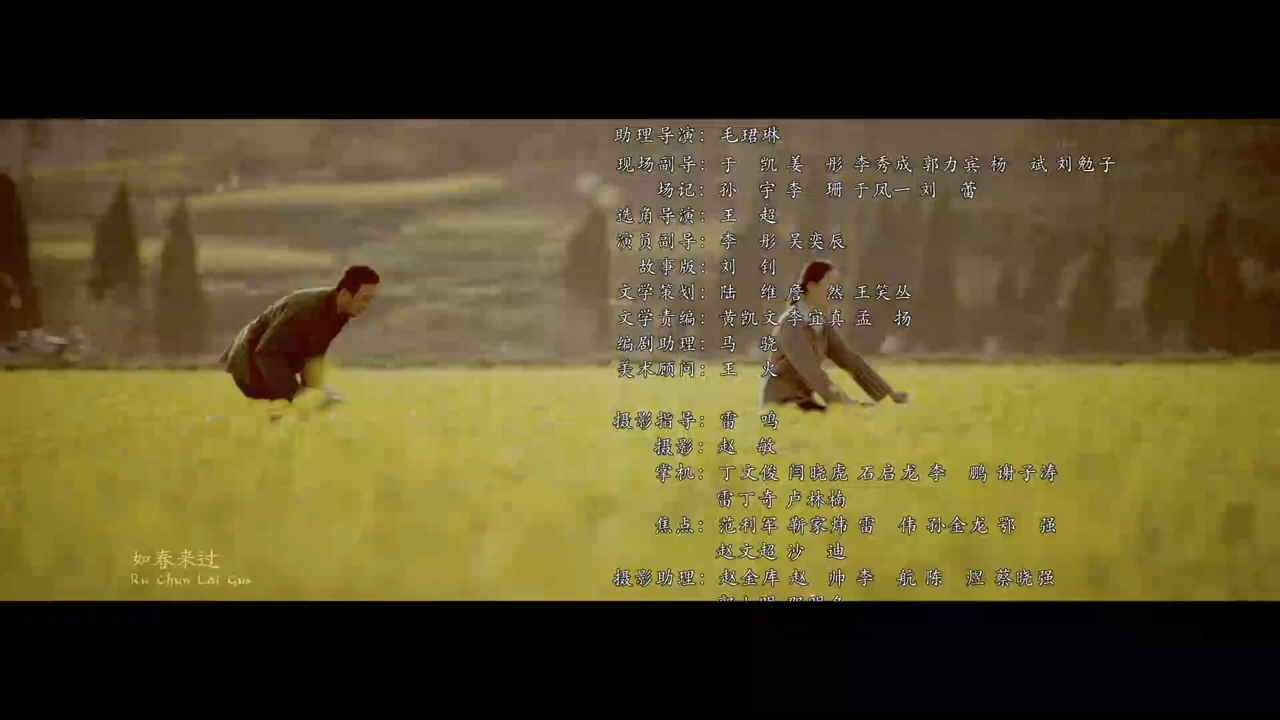 助理导演：毛珺琳
现场副导：于　凯 姜　彤 李秀成 郭力宾 杨　斌 刘勉子
场记：孙　宇 李　珊 于风一 刘　蕾
选角导演：王　超
演员副导：李　彤 吴奕辰
故事版：刘　钊
文学策划：陆　维 詹　然 王笑丛
文学责编：黄凯文 李宜真 孟　扬
编剧助理：马　骁
美术顾问：王　火
摄影指导：雷　鸣
摄影：赵　敏
掌机：丁文俊 闫晓虎 石启龙 李　鹏 谢子涛
雷丁奇 卢林楠
焦点：范利军 靳家炜 雷　伟 孙金龙 鄂　强
赵文超 沙　迪
如春来过
Ru Chun Lai Guo
摄影助理：赵金库 赵　帅 李　航 陈　煜 蔡晓强